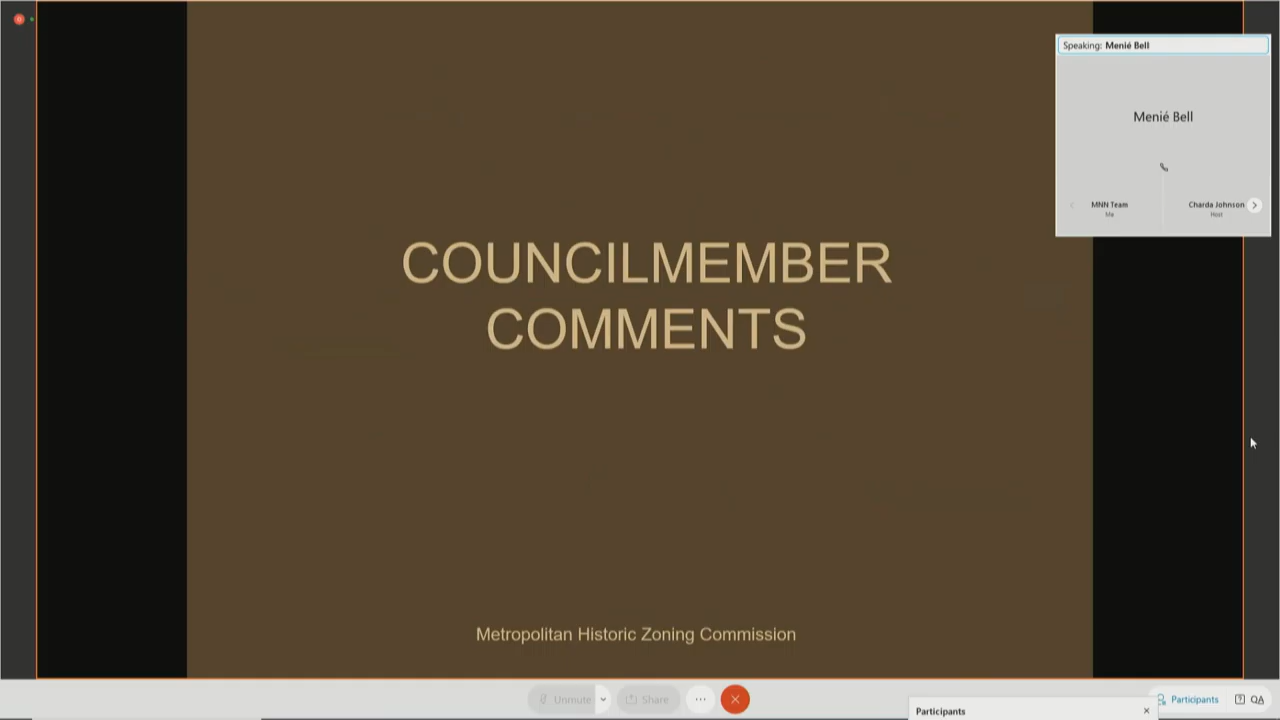 Speaking: Menié Bell
Menié Bell
MNN Team
Me
Charda Johnson
Host
COUNCILMEMBER
COMMENTS
Metropolitan Historic Zoning Commission
Unmute
Share
Participants
QA
Participants